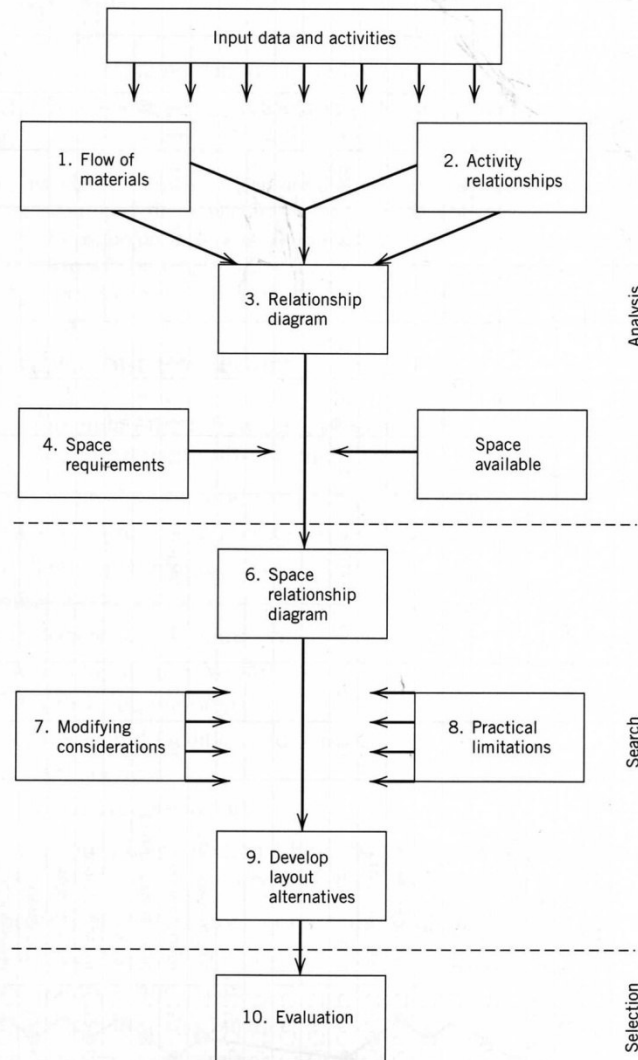 Input data and activities
1. Flow of
materials
2. Activity
relationships
3. Relationship
diagram
Analysis
4. Space
requirements
Space
available
6. Space
relationship
diagram
7. Modifying
considerations
8. Practical
limitations
Search
9. Develop
layout
alternatives
10. Evaluation
Selection